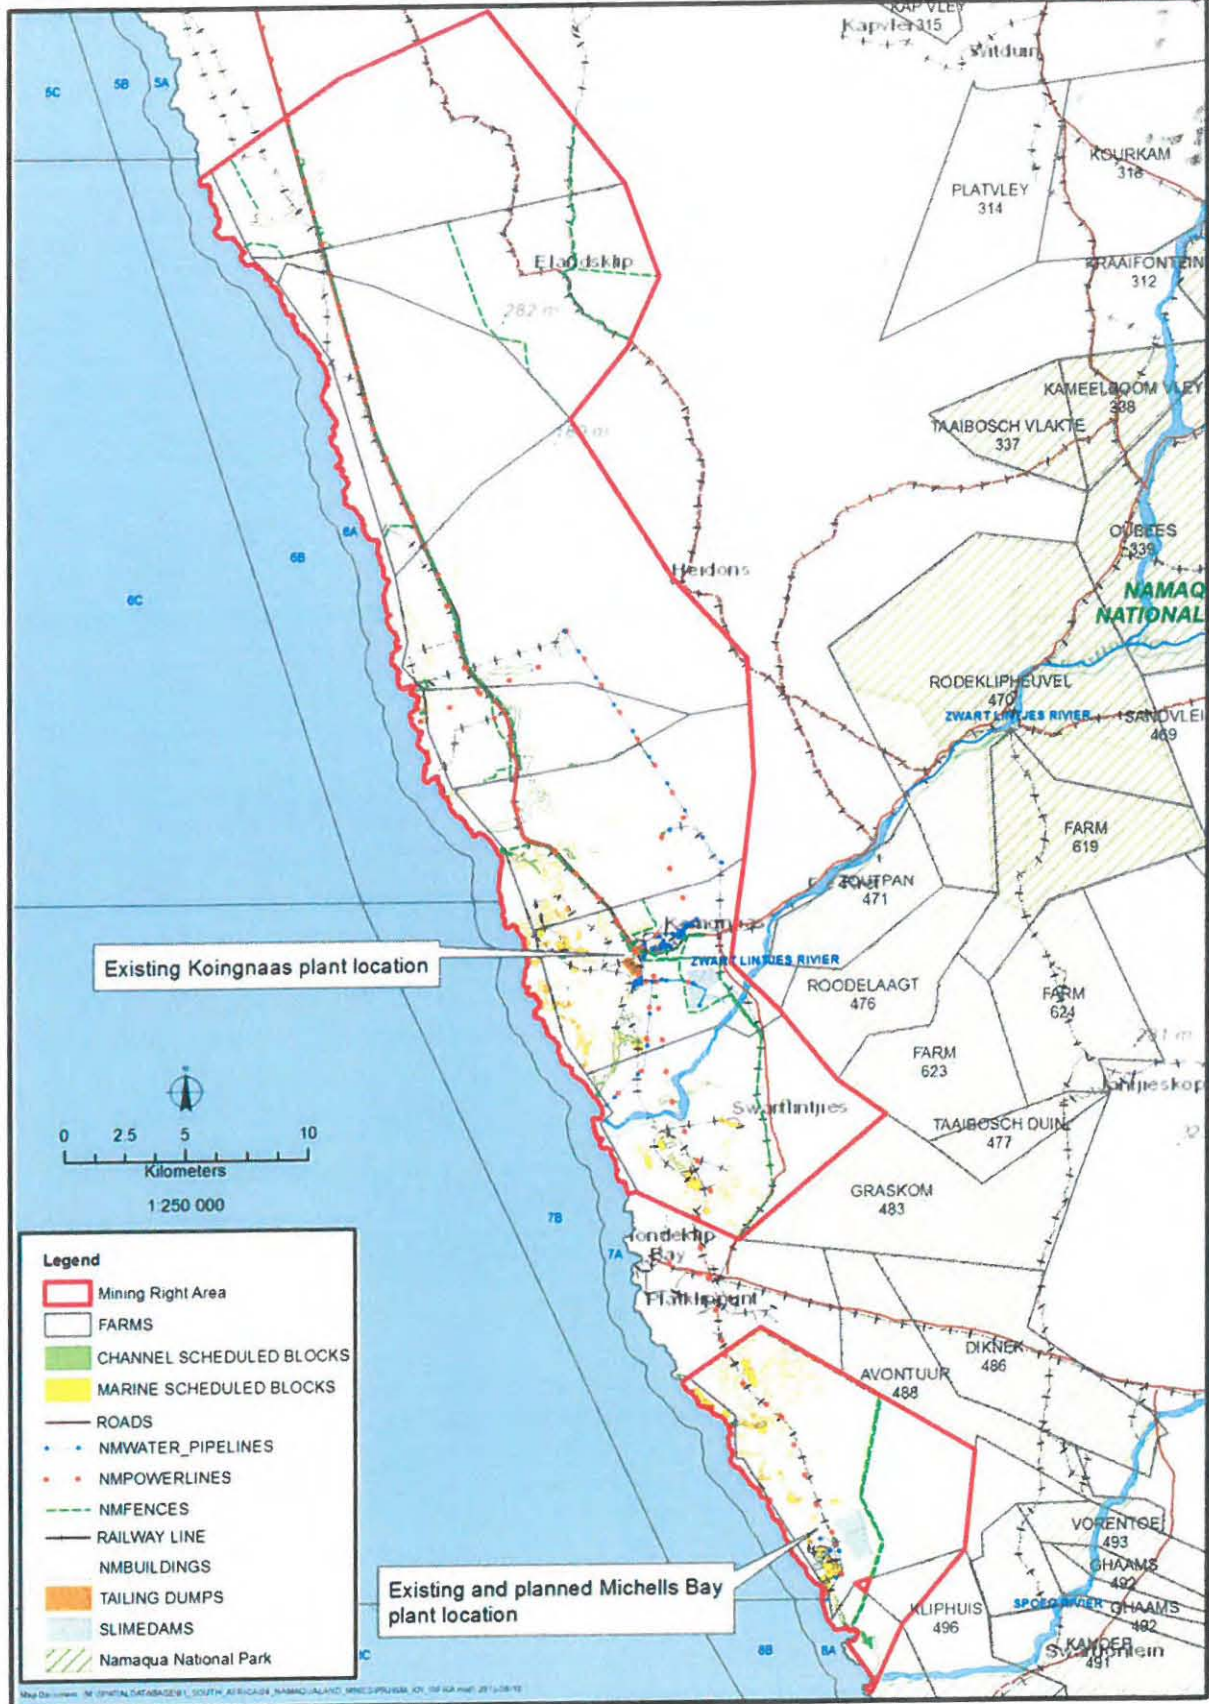 KAP VLEY
315
Witduin
5C
5B
5A
KOURKAM
PLATVLEY
314
KRAAIFONTEIN
312
Elandsklip
282 m
KAMEELBOOM VLEY
338
TAAIBOSCH VLAKTE
337
6A
6B
6C
OUBEES
339
NAMAQ
NATIONAL
RODEKLIPHEUVEL
470
ZWART LINTJES RIVIER
SANDVLEI
469
FARM
619
ZOUTPAN
471
Existing Koingnaas plant location
ZWART LINTJES RIVIER
ROODELAAGT
476
FARM
624
281 m
FARM
623
Swartlintjies
TAAIBOSCH DUIN
477
GRASKOM
483
0 2.5 5 10
Kilometers
1:250 000
7B
7A
Bay
Platklippunt
DIKNEK
486
AVONTUUR
488
Legend
Mining Right Area
FARMS
CHANNEL SCHEDULED BLOCKS
MARINE SCHEDULED BLOCKS
ROADS
NMWATER_PIPELINES
NMPOWERLINES
NMFENCES
RAILWAY LINE
NMBUILDINGS
TAILING DUMPS
SLIMEDAMS
Namaqua National Park
Existing and planned Michells Bay
plant location
VORENTOE
493
GHAAMS
492
SPOEG RIVIER
GHAAMS
492
KLIPHUIS
496
491
8B
8A